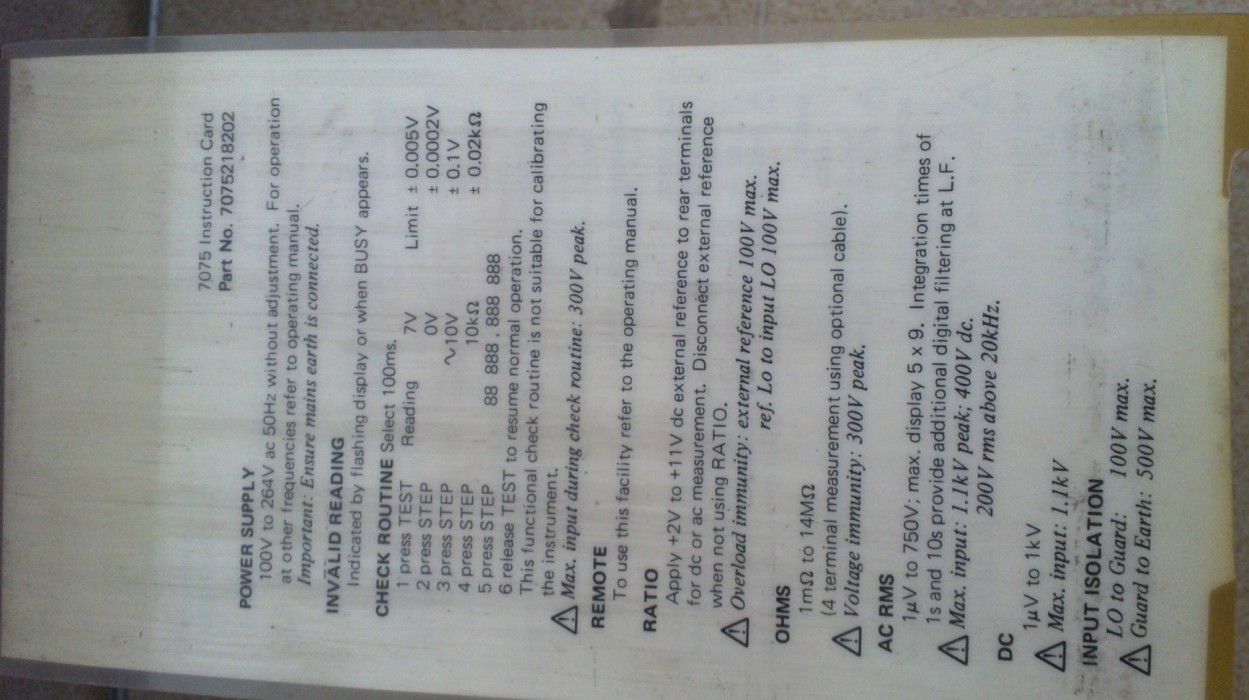 7075 Instruction Card
Part No. 7075218202
POWER SUPPLY
100V to 264V ac 50Hz without adjustment. For operation
at other frequencies refer to operating manual.
Important: Ensure mains earth is connected.
INVALID READING
Indicated by flashing display or when BUSY appears.
CHECK ROUTINE Select 100ms.
1 press TEST Reading 7V Limit ± 0.005V
2 press STEP 0V ± 0.0002V
3 press STEP ∿10V ± 0.1V
4 press STEP 10kΩ ± 0.02kΩ
5 press STEP 88 888 . 888 888
6 release TEST to resume normal operation.
This functional check routine is not suitable for calibrating
the instrument.
⚠ Max. input during check routine: 300V peak.
REMOTE
To use this facility refer to the operating manual.
RATIO
Apply +2V to +11V dc external reference to rear terminals
for dc or ac measurement. Disconnect external reference
when not using RATIO.
⚠ Overload immunity: external reference 100V max.
ref. Lo to input LO 100V max.
OHMS
1mΩ to 14MΩ
(4 terminal measurement using optional cable).
⚠ Voltage immunity: 300V peak.
AC RMS
1μV to 750V; max. display 5 x 9. Integration times of
1s and 10s provide additional digital filtering at L.F.
⚠ Max. input: 1.1kV peak; 400V dc.
200V rms above 20kHz.
DC
1μV to 1kV
⚠ Max. input: 1.1kV
INPUT ISOLATION
LO to Guard: 100V max.
⚠ Guard to Earth: 500V max.